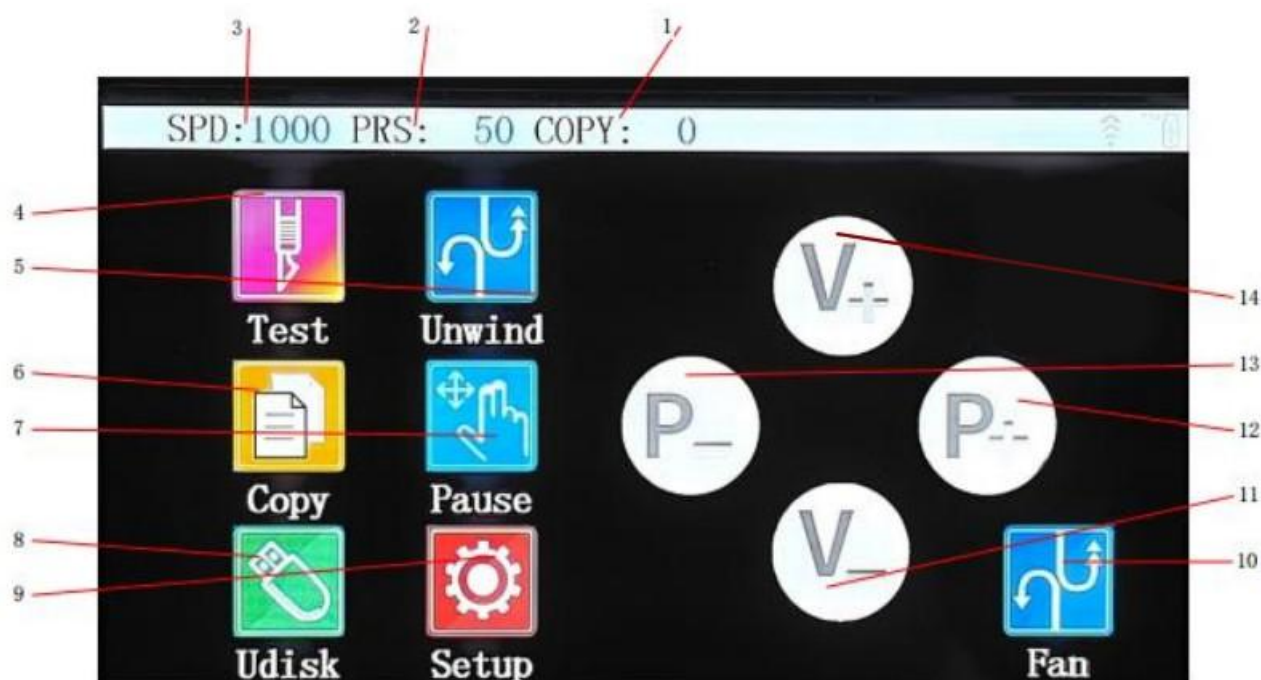 3 2 1
SPD:1000 PRS: 50 COPY: 0
4
5
Test Unwind
V+
14
6
7
P—
13
P+
12
Copy Pause
V—
11
8
9
10
Udisk Setup Fan